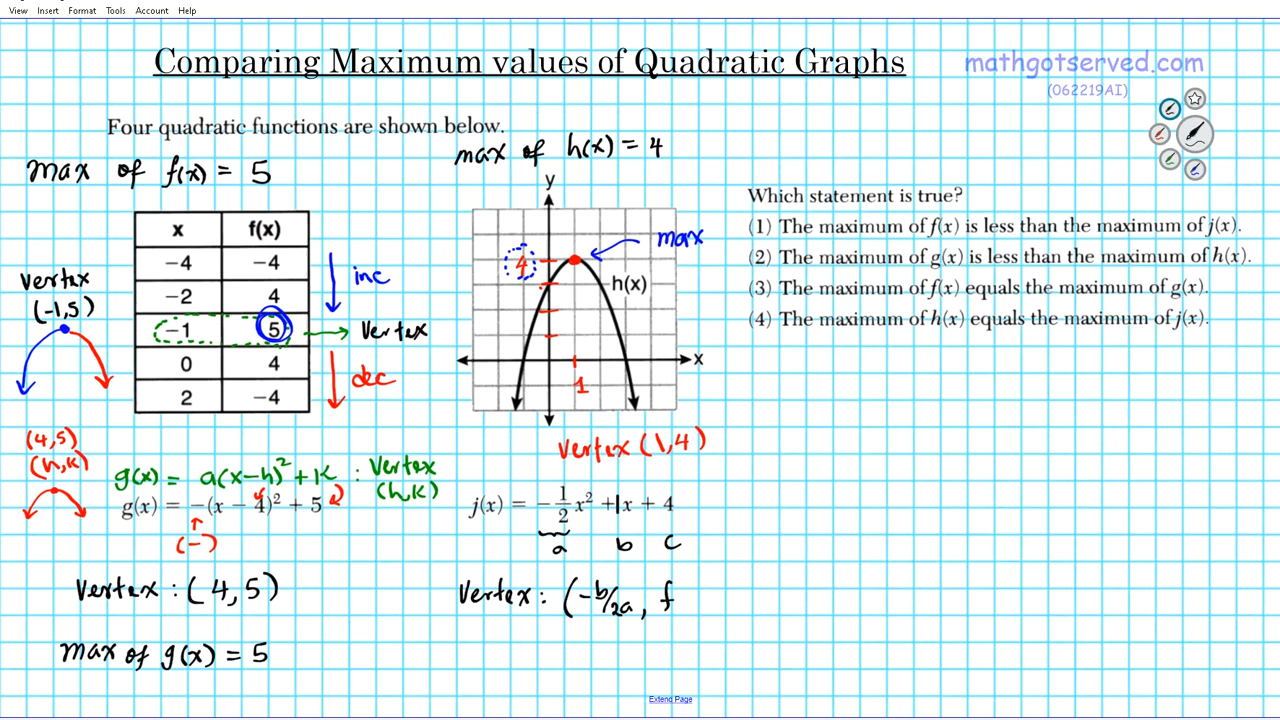 View Insert Format Tools Account Help
Comparing Maximum values of Quadratic Graphs
mathgotserved.com
(062219AI)
Four quadratic functions are shown below.
max of f(x) = 5
max of h(x) = 4
x f(x)
−4 −4
−2 4
−1 5
0 4
2 −4
vertex
(-1,5)
inc
vertex
dec
y
max
4
h(x)
x
1
vertex (1,4)
(4,5)
(h,k)
g(x) = a(x-h)² + k : vertex
(h,k)
g(x) = −(x − 4)² + 5
(-)
vertex : (4,5)
max of g(x) = 5
j(x) = −1/2 x² +1x + 4
a b c
vertex : (-b/2a, f
Which statement is true?
(1) The maximum of f(x) is less than the maximum of j(x).
(2) The maximum of g(x) is less than the maximum of h(x).
(3) The maximum of f(x) equals the maximum of g(x).
(4) The maximum of h(x) equals the maximum of j(x).
Extend Page